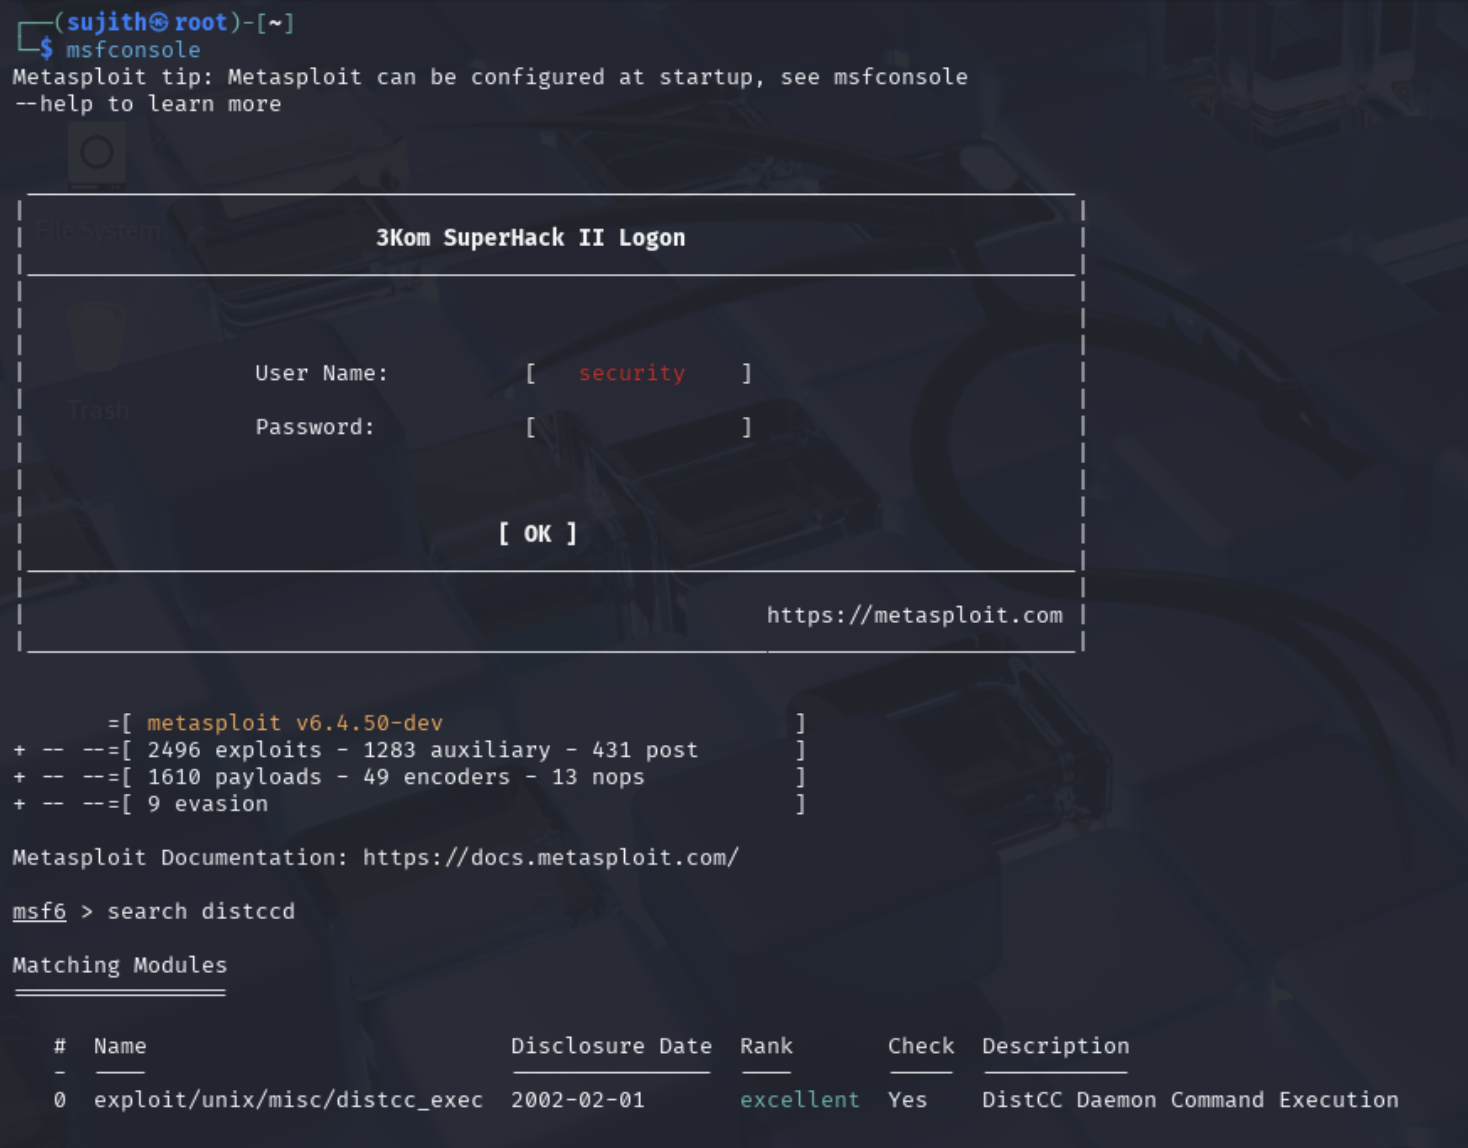 ┌──(sujith㉿root)-[~]
└─$ msfconsole
Metasploit tip: Metasploit can be configured at startup, see msfconsole
--help to learn more
File System
3Kom SuperHack II Logon
User Name: [ security ]
Trash
Password: [ ]
[ OK ]
https://metasploit.com
=[ metasploit v6.4.50-dev ]
+ -- --=[ 2496 exploits - 1283 auxiliary - 431 post ]
+ -- --=[ 1610 payloads - 49 encoders - 13 nops ]
+ -- --=[ 9 evasion ]
Metasploit Documentation: https://docs.metasploit.com/
msf6 > search distccd
Matching Modules
================
# Name Disclosure Date Rank Check Description
- ---- --------------- ---- ----- -----------
0 exploit/unix/misc/distcc_exec 2002-02-01 excellent Yes DistCC Daemon Command Execution